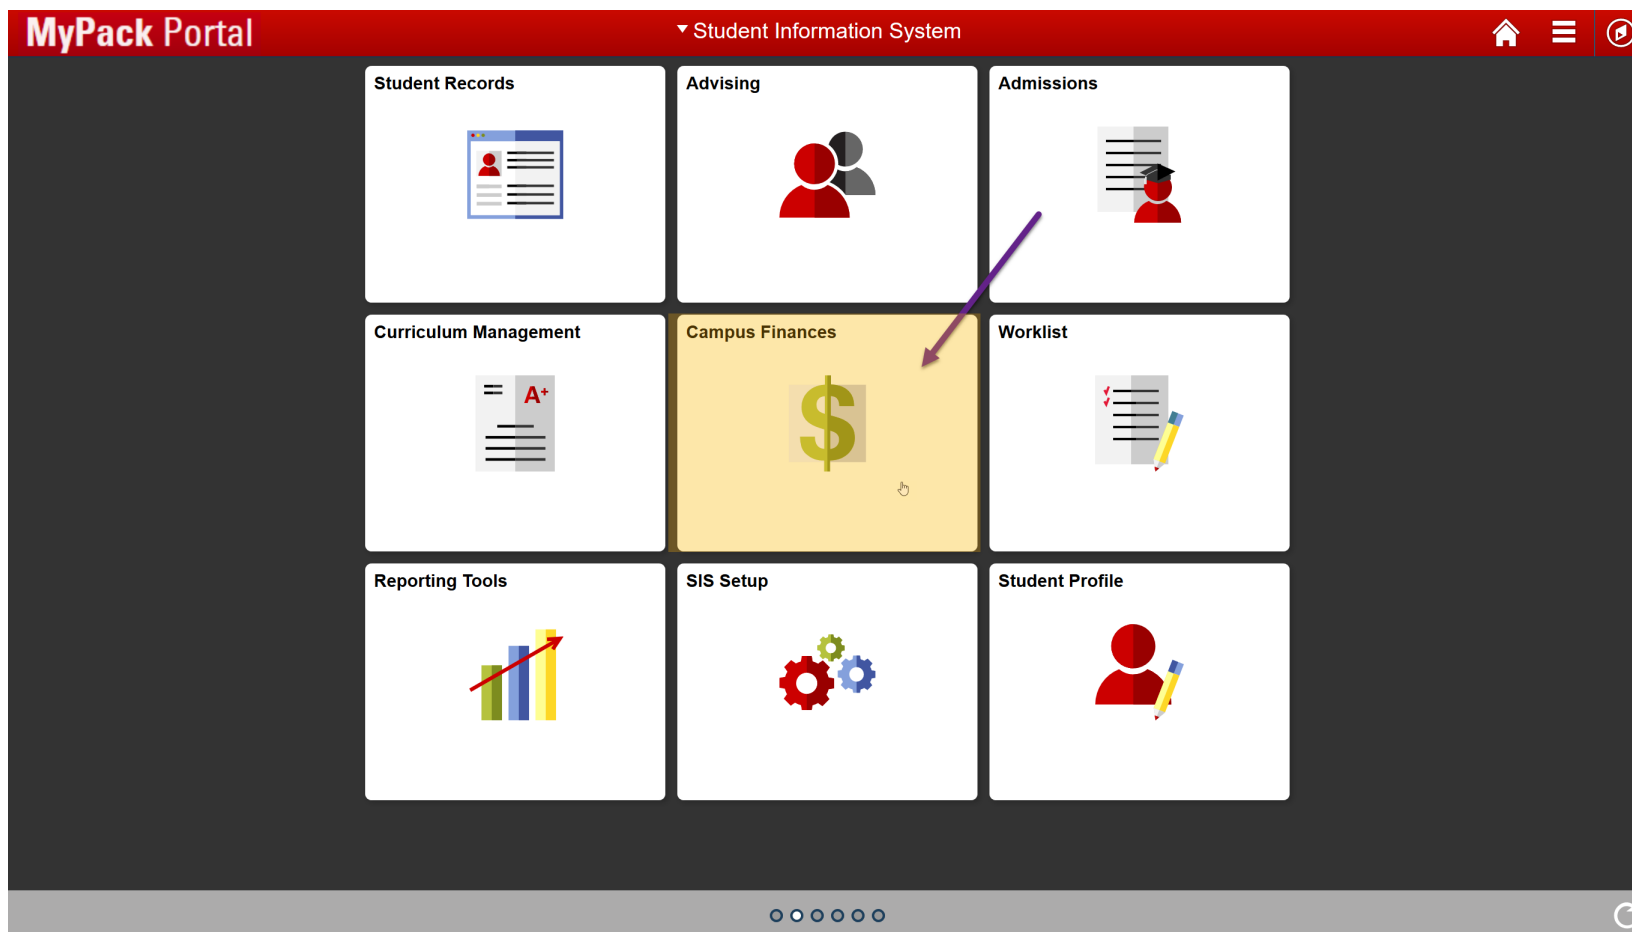 MyPack Portal
Student Information System
Student Records
Advising
Admissions
Curriculum Management
A+
Campus Finances
$
Worklist
Reporting Tools
SIS Setup
Student Profile